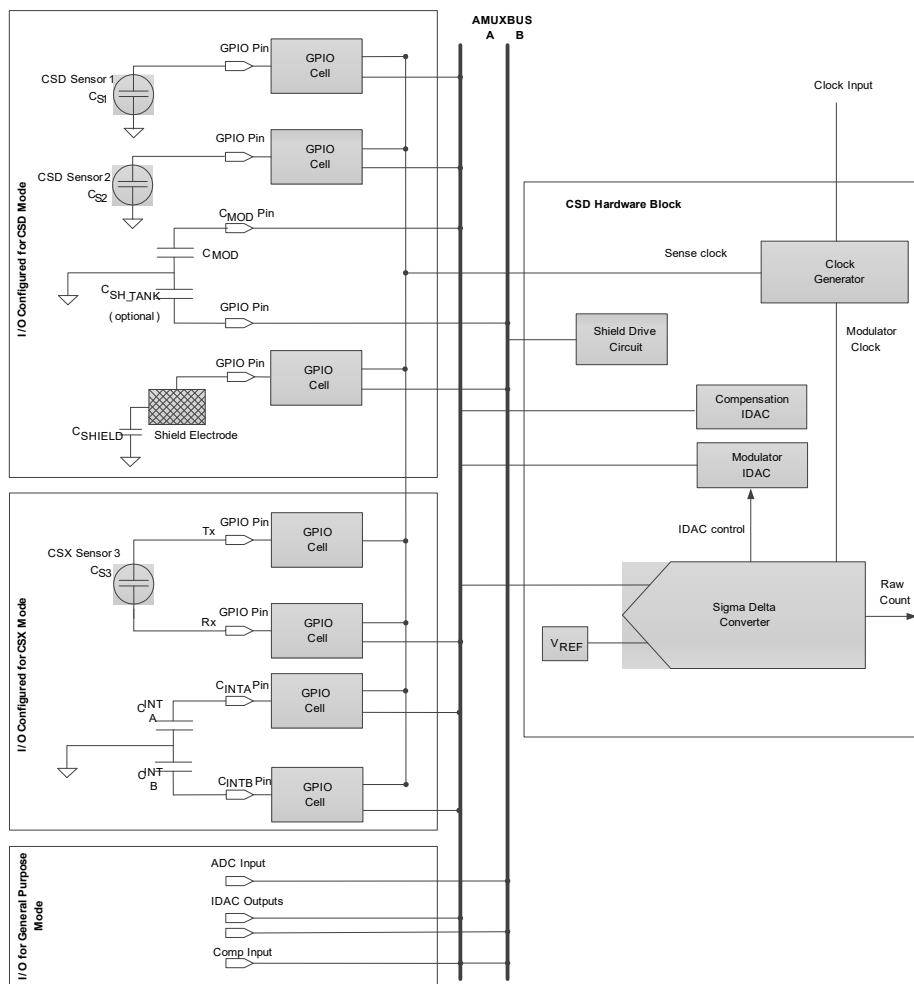 AMUXBUS
A B
I/O Configured for CSD Mode
GPIO Pin
GPIO
Cell
CSD Sensor 1
CS1
GPIO Pin
GPIO
Cell
CSD Sensor 2
CS2
CMOD Pin
CMOD
CSH_TANK
(optional)
GPIO Pin
GPIO Pin
GPIO
Cell
CSHIELD
Shield Electrode
I/O Configured for CSX Mode
GPIO Pin
Tx
GPIO
Cell
CSX Sensor 3
CS3
GPIO Pin
Rx
GPIO
Cell
CINTA Pin
CINT
A
GPIO
Cell
CINT
B
CINTB Pin
GPIO
Cell
I/O for General Purpose
Mode
ADC Input
IDAC Outputs
Comp Input
Clock Input
CSD Hardware Block
Sense clock
Clock
Generator
Modulator
Clock
Shield Drive
Circuit
Compensation
IDAC
Modulator
IDAC
IDAC control
Sigma Delta
Converter
Raw
Count
VREF